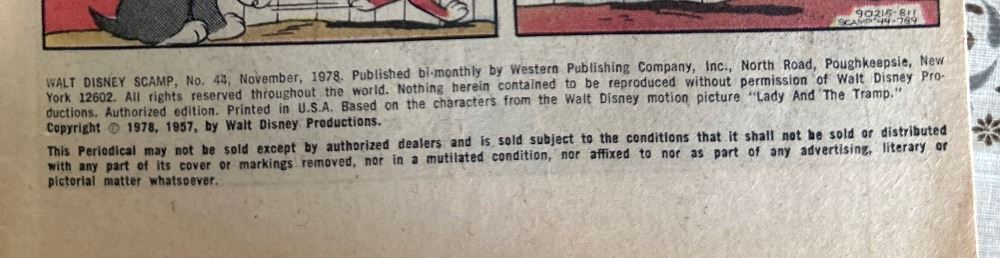 90215-811
SCAMP 44-789
WALT DISNEY SCAMP, No. 44, November, 1978. Published bi-monthly by Western Publishing Company, Inc., North Road, Poughkeepsie, New
York 12602. All rights reserved throughout the world. Nothing herein contained to be reproduced without permission of Walt Disney Pro-
ductions. Authorized edition. Printed in U.S.A. Based on the characters from the Walt Disney motion picture "Lady And The Tramp."
Copyright © 1978, 1957, by Walt Disney Productions.
This Periodical may not be sold except by authorized dealers and is sold subject to the conditions that it shall not be sold or distributed
with any part of its cover or markings removed, nor in a mutilated condition, nor affixed to nor as part of any advertising, literary or
pictorial matter whatsoever.